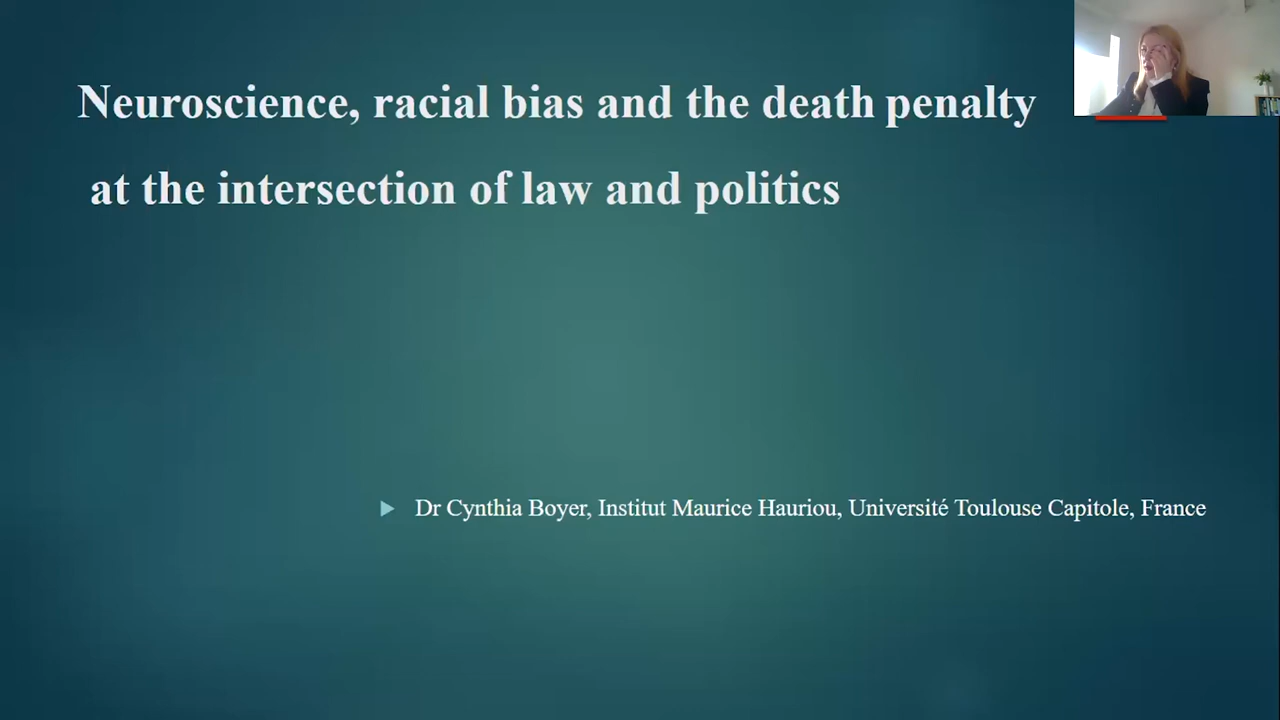 Neuroscience, racial bias and the death penalty
at the intersection of law and politics
Dr Cynthia Boyer, Institut Maurice Hauriou, Université Toulouse Capitole, France